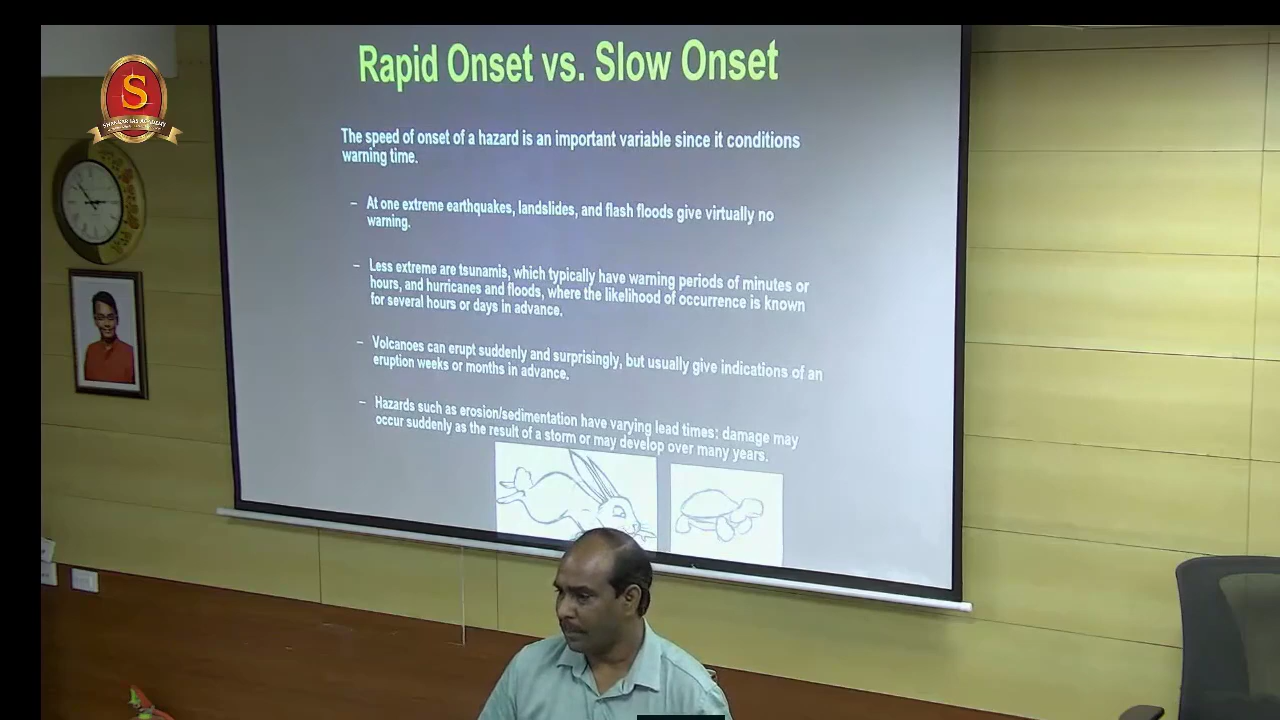 Rapid Onset vs. Slow Onset
The speed of onset of a hazard is an important variable since it conditions
warning time.
– At one extreme earthquakes, landslides, and flash floods give virtually no
warning.
– Less extreme are tsunamis, which typically have warning periods of minutes or
hours, and hurricanes and floods, where the likelihood of occurrence is known
for several hours or days in advance.
– Volcanoes can erupt suddenly and surprisingly, but usually give indications of an
eruption weeks or months in advance.
– Hazards such as erosion/sedimentation have varying lead times; damage may
occur suddenly as the result of a storm or may develop over many years.
S
SHANKAR IAS ACADEMY